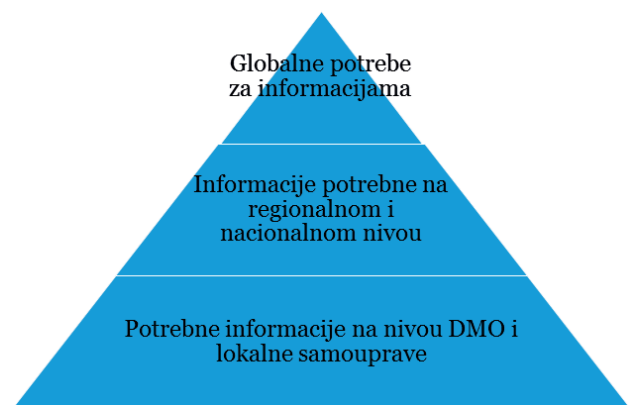 Globalne potrebe
za informacijama
Informacije potrebne na
regionalnom i
nacionalnom nivou
Potrebne informacije na nivou DMO i
lokalne samouprave